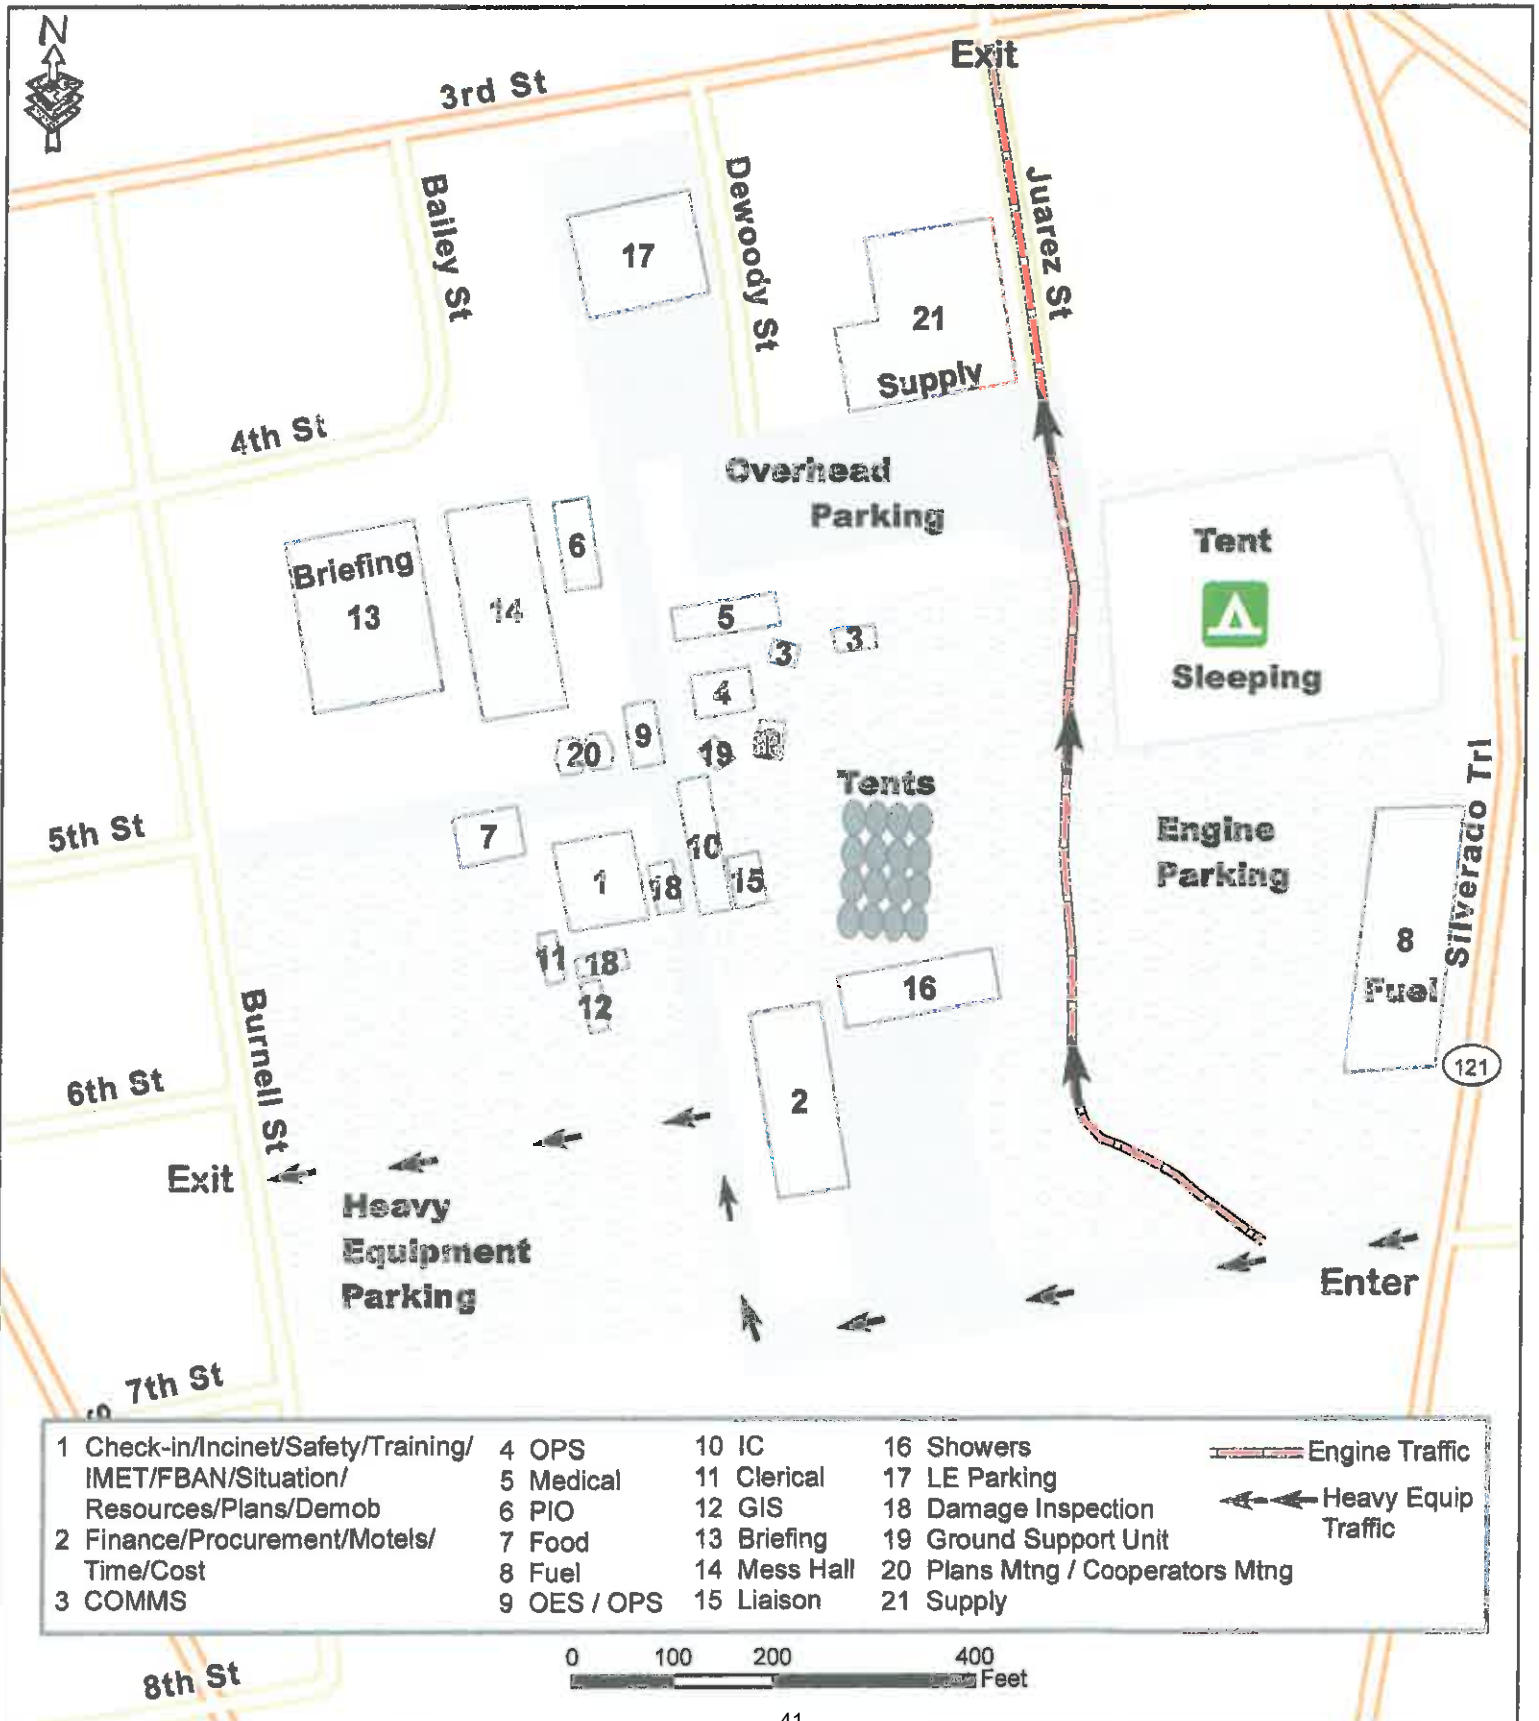 N
Exit
3rd St
Bailey St
Dewoody St
Juarez St
17
21
Supply
4th St
Overhead
Parking
Tent
Sleeping
Briefing
13
14
6
5
3
3
4
9
20
19
Tents
7
10
1
18
15
5th St
Engine
Parking
Silverado Trl
8
Fuel
11
18
12
16
Burnell St
2
121
6th St
Exit
Heavy
Equipment
Parking
Enter
7th St
1 Check-in/Incinet/Safety/Training/
IMET/FBAN/Situation/
Resources/Plans/Demob
2 Finance/Procurement/Motels/
Time/Cost
3 COMMS
4 OPS
5 Medical
6 PIO
7 Food
8 Fuel
9 OES / OPS
10 IC
11 Clerical
12 GIS
13 Briefing
14 Mess Hall
15 Liaison
16 Showers
17 LE Parking
18 Damage Inspection
19 Ground Support Unit
20 Plans Mtng / Cooperators Mtng
21 Supply
Engine Traffic
Heavy Equip
Traffic
0 100 200 400
Feet
8th St
41